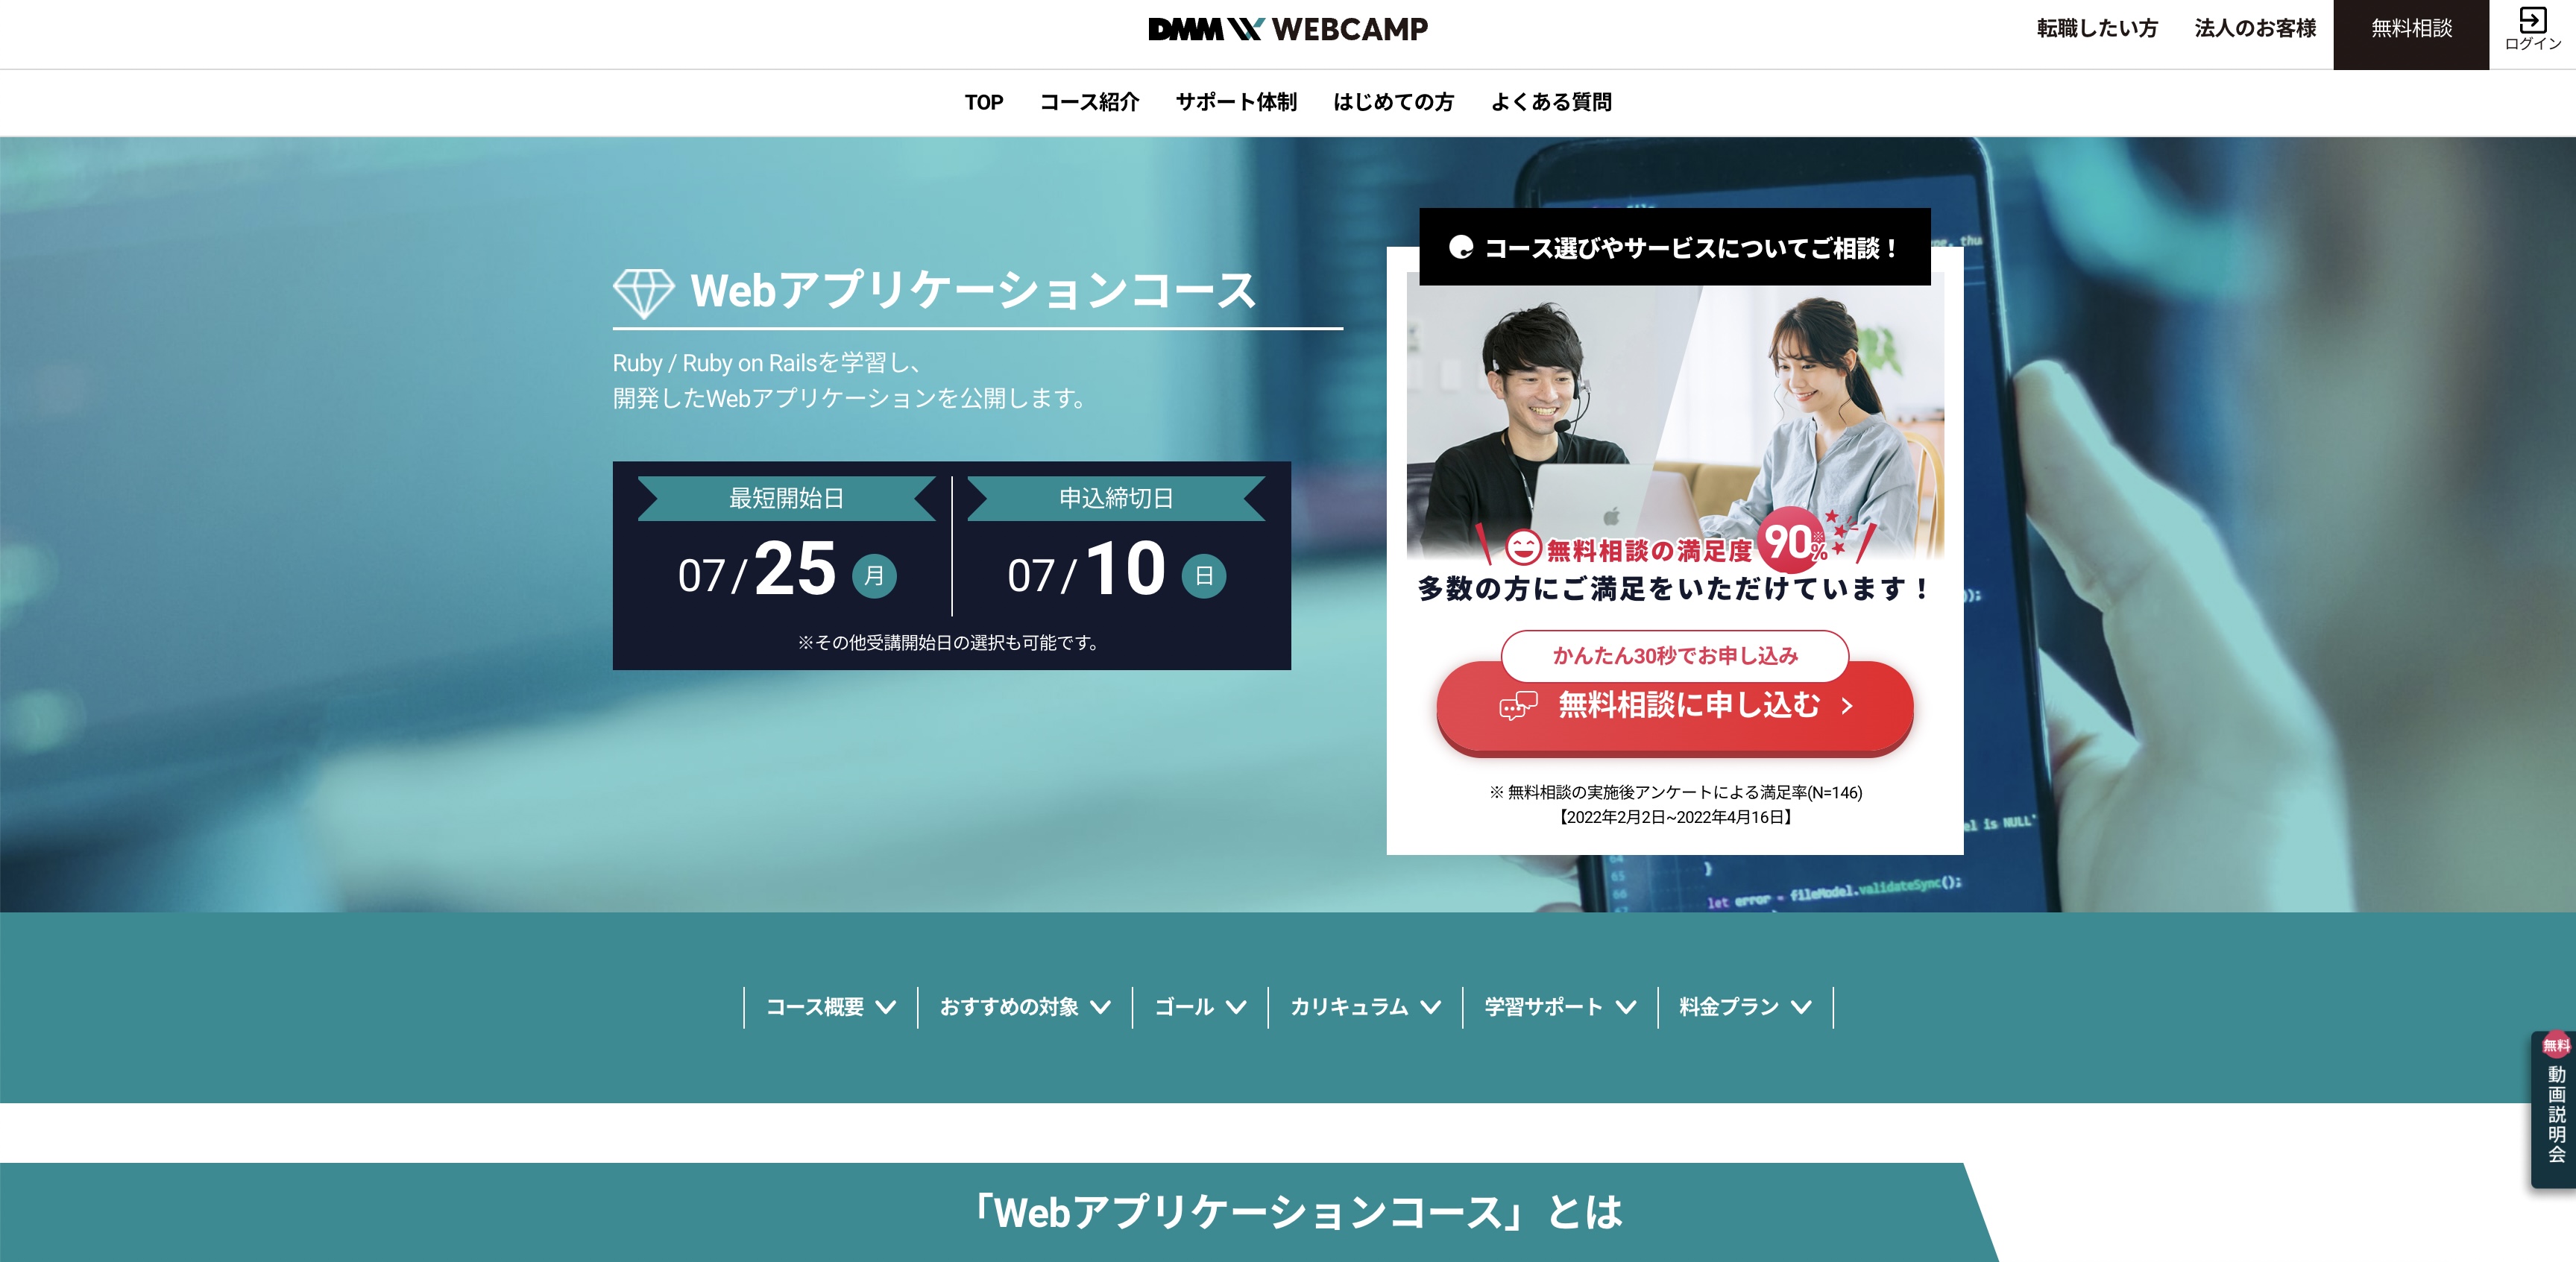 DMM WEBCAMP
転職したい方
法人のお客様
無料相談
ログイン
TOP
コース紹介
サポート体制
はじめての方
よくある質問
Webアプリケーションコース
Ruby / Ruby on Railsを学習し、
開発したWebアプリケーションを公開します。
最短開始日
07/25 月
申込締切日
07/10 日
※その他受講開始日の選択も可能です。
コース選びやサービスについてご相談！
無料相談の満足度90%※
多数の方にご満足をいただけています！
かんたん30秒でお申し込み
無料相談に申し込む
※ 無料相談の実施後アンケートによる満足率(N=146)
【2022年2月2日~2022年4月16日】
el is NULL'
65
66
}
let error = fileModel.validateSync();
コース概要
おすすめの対象
ゴール
カリキュラム
学習サポート
料金プラン
無料
動画説明会
「Webアプリケーションコース」とは